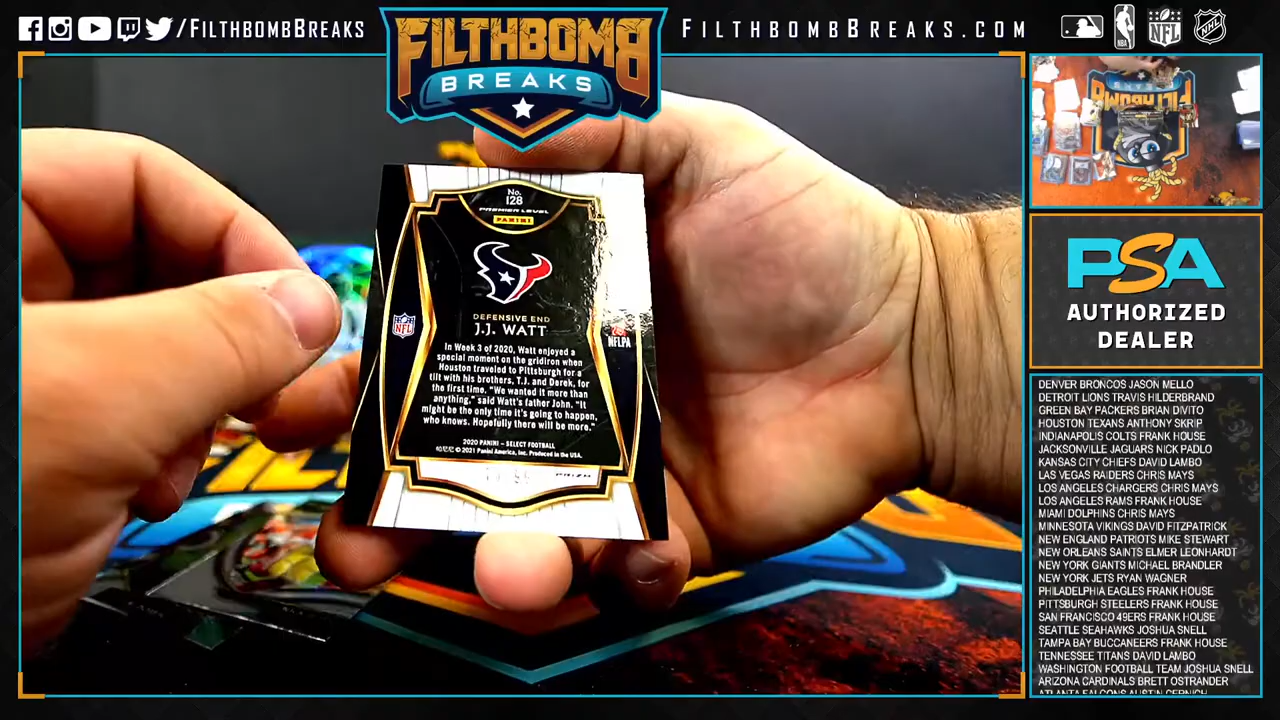 /FilthbombBreaks
FILTHBOMB
BREAKS
FilthbombBreaks.com
MLB
NBA
NFL
NHL
No.
128
PREMIER LEVEL
PANINI
DEFENSIVE END
J.J. WATT
NFL
NFLPA
In Week 3 of 2020, Watt enjoyed a
special moment on the gridiron when
Houston traveled to Pittsburgh for a
tilt with his brothers, T.J. and Derek, for
the first time. "We wanted it more than
anything," said Watt's father John. "It
might be the only time it's going to happen,
who knows. Hopefully there will be more."
2020 PANINI – SELECT FOOTBALL
© 2021 Panini America, Inc. Produced in the USA.
PRIZM
PSA
AUTHORIZED
DEALER
DENVER BRONCOS JASON MELLO
DETROIT LIONS TRAVIS HILDERBRAND
GREEN BAY PACKERS BRIAN DIVITO
HOUSTON TEXANS ANTHONY SKRIP
INDIANAPOLIS COLTS FRANK HOUSE
JACKSONVILLE JAGUARS NICK PADLO
KANSAS CITY CHIEFS DAVID LAMBO
LAS VEGAS RAIDERS CHRIS MAYS
LOS ANGELES CHARGERS CHRIS MAYS
LOS ANGELES RAMS FRANK HOUSE
MIAMI DOLPHINS CHRIS MAYS
MINNESOTA VIKINGS DAVID FITZPATRICK
NEW ENGLAND PATRIOTS MIKE STEWART
NEW ORLEANS SAINTS ELMER LEONHARDT
NEW YORK GIANTS MICHAEL BRANDLER
NEW YORK JETS RYAN WAGNER
PHILADELPHIA EAGLES FRANK HOUSE
PITTSBURGH STEELERS FRANK HOUSE
SAN FRANCISCO 49ERS FRANK HOUSE
SEATTLE SEAHAWKS JOSHUA SNELL
TAMPA BAY BUCCANEERS FRANK HOUSE
TENNESSEE TITANS DAVID LAMBO
WASHINGTON FOOTBALL TEAM JOSHUA SNELL
ARIZONA CARDINALS BRETT OSTRANDER
ATLANTA FALCONS AUSTIN